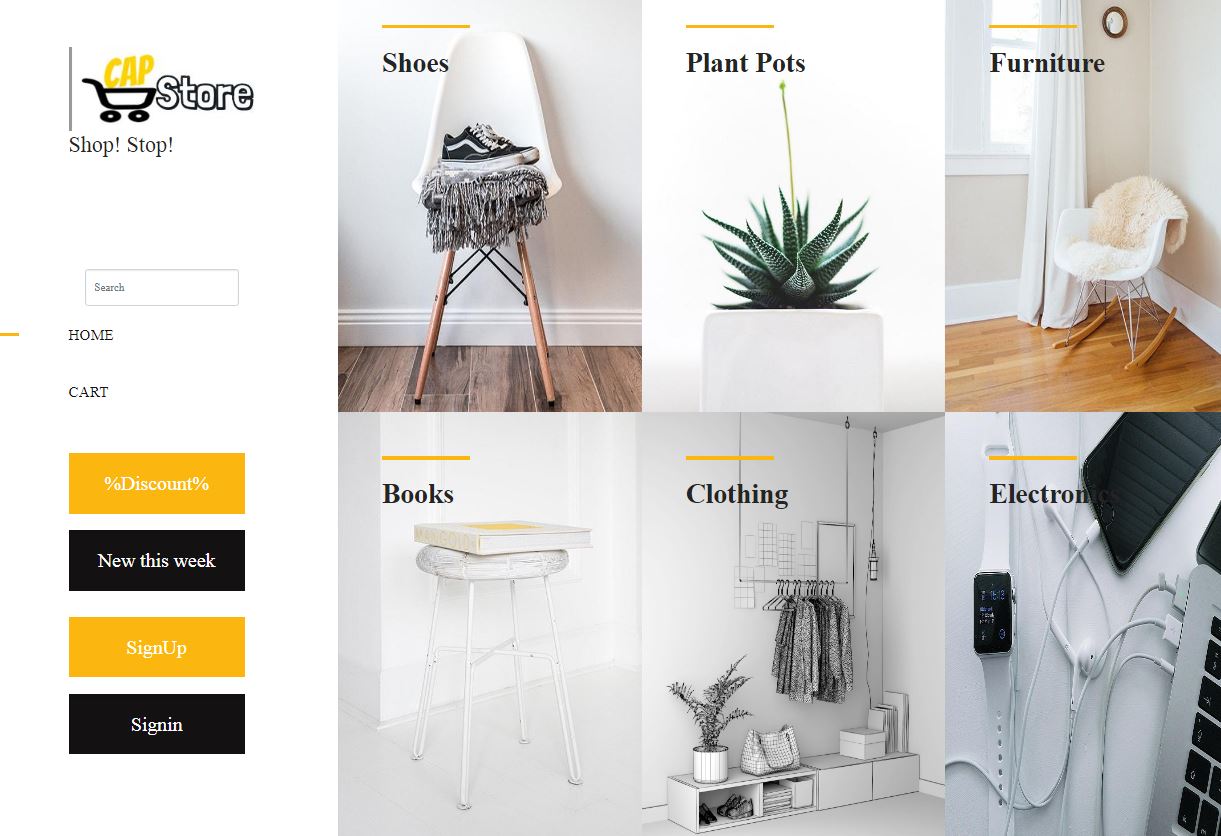 CAP
Store
Shop! Stop!
Search
HOME
CART
%Discount%
New this week
SignUp
Signin
Shoes
Plant Pots
Furniture
Books
Clothing
Electronics